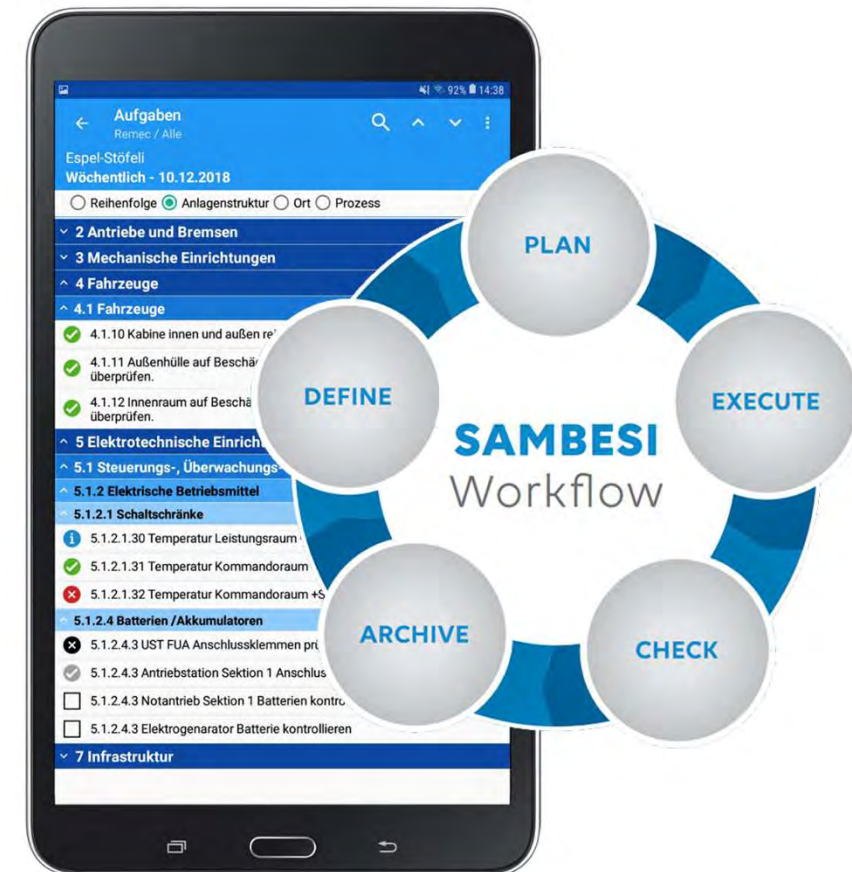 92% 14:38
Aufgaben
Remec / Alle
Espel-Stöfeli
Wöchentlich - 10.12.2018
Reihenfolge Anlagenstruktur Ort Prozess
2 Antriebe und Bremsen
3 Mechanische Einrichtungen
4 Fahrzeuge
4.1 Fahrzeuge
4.1.10 Kabine innen und außen
4.1.11 Außenhülle auf
überprüfen.
4.1.12 Innenraum auf
überprüfen.
5 Elektrotechnische
5.1 Steuerungs-, Überwachungs-
5.1.2 Elektrische Betriebsmittel
5.1.2.1 Schaltschränke
5.1.2.1.30 Temperatur Leistungsraum
5.1.2.1.31 Temperatur Kommandoraum
5.1.2.1.32 Temperatur Kommandoraum
5.1.2.4 Batterien /Akkumulatoren
5.1.2.4.3 UST FUA Anschlussklemmen
5.1.2.4.3 Antriebstation Sektion 1
5.1.2.4.3 Notantrieb Sektion 1 Batterien
5.1.2.4.3 Elektrogenarator Batterie kontrollieren
7 Infrastruktur
PLAN
DEFINE
EXECUTE
SAMBESI
Workflow
ARCHIVE
CHECK